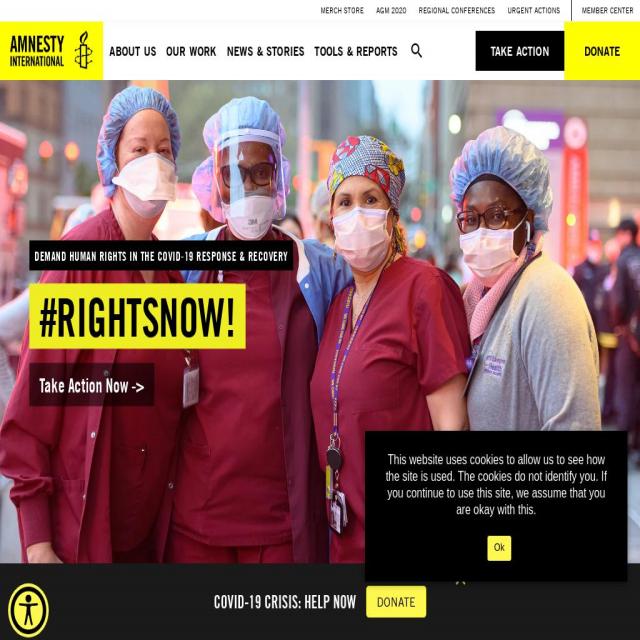 MERCH STORE
AGM 2020
REGIONAL CONFERENCES
URGENT ACTIONS
MEMBER CENTER
AMNESTY
INTERNATIONAL
ABOUT US
OUR WORK
NEWS & STORIES
TOOLS & REPORTS
TAKE ACTION
DONATE
DEMAND HUMAN RIGHTS IN THE COVID-19 RESPONSE & RECOVERY
#RIGHTSNOW!
Take Action Now ->
This website uses cookies to allow us to see how
the site is used. The cookies do not identify you. If
you continue to use this site, we assume that you
are okay with this.
Ok
COVID-19 CRISIS: HELP NOW
DONATE